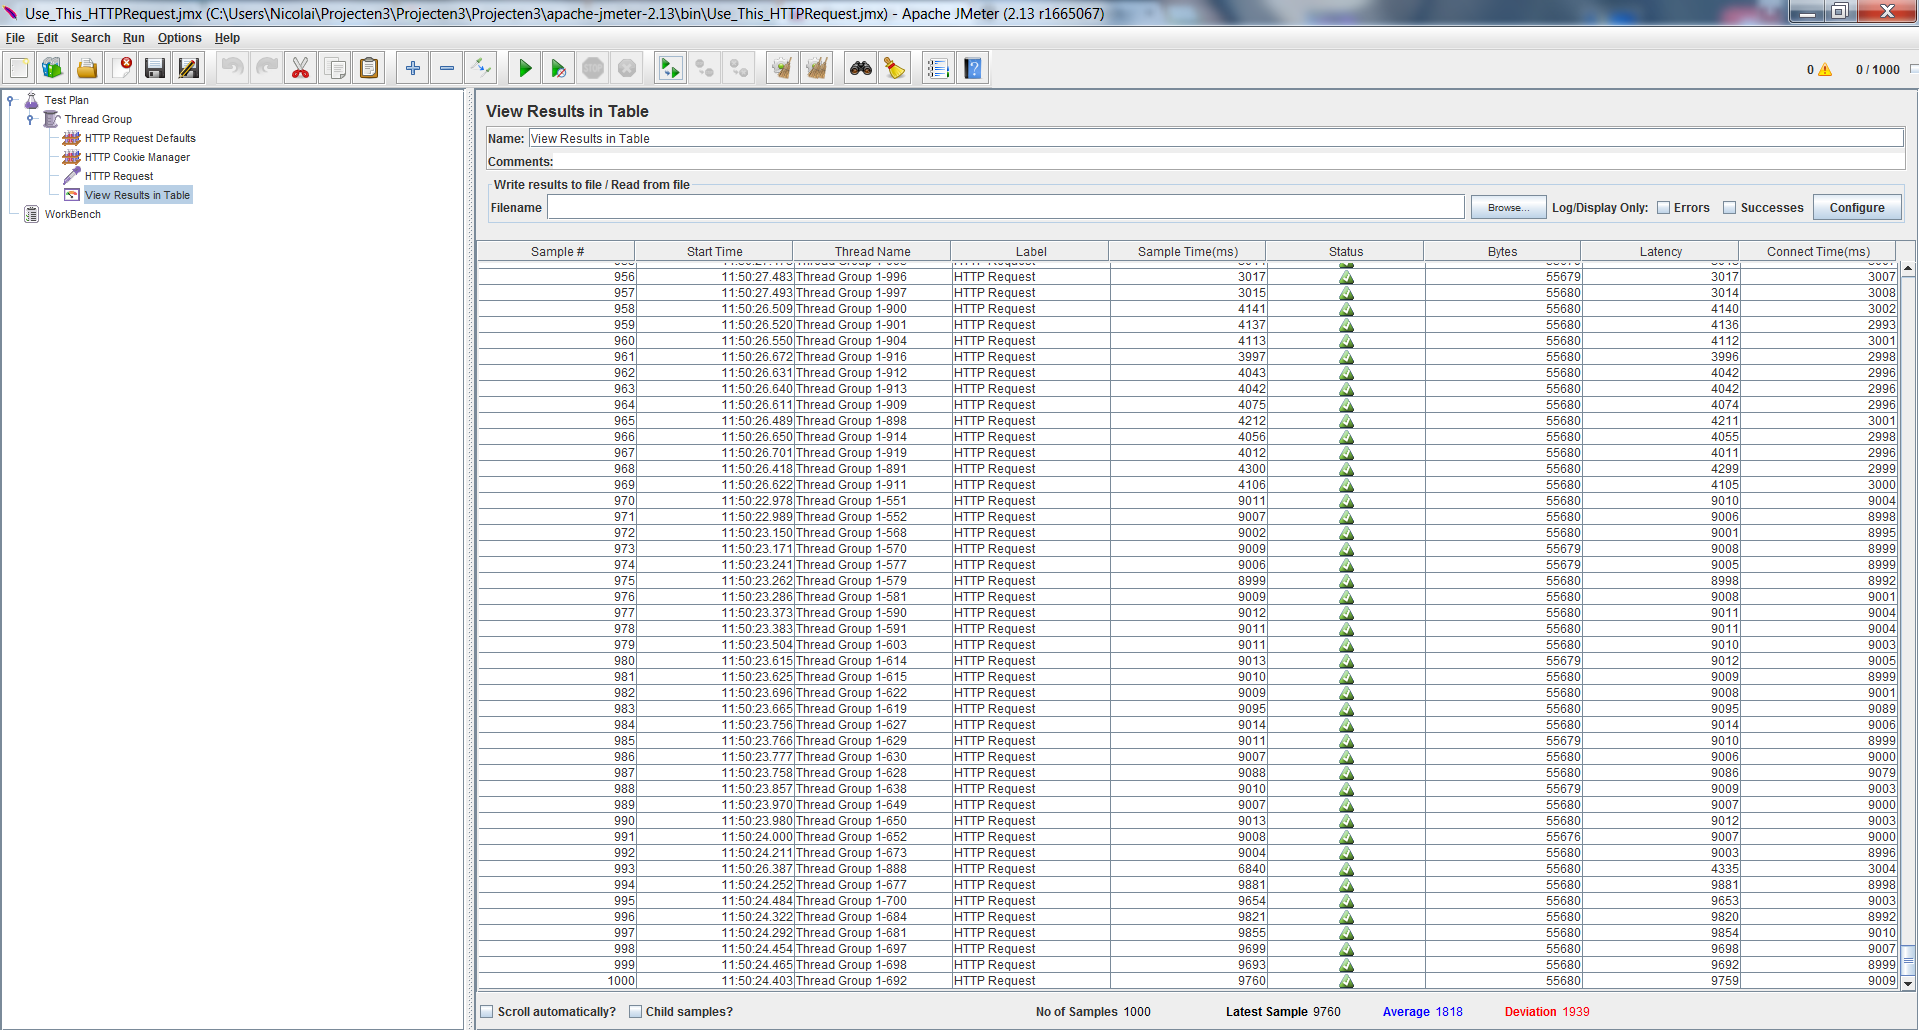 Use_This_HTTPRequest.jmx (C:\Users\Nicolai\Projecten3\Projecten3\Projecten3\apache-jmeter-2.13\bin\Use_This_HTTPRequest.jmx) - Apache JMeter (2.13 r1665067)
File Edit Search Run Options Help
STOP
0 0 / 1000
Test Plan
Thread Group
HTTP Request Defaults
HTTP Cookie Manager
HTTP Request
View Results in Table
WorkBench
View Results in Table
Name: View Results in Table
Comments:
Write results to file / Read from file
Filename Browse... Log/Display Only: Errors Successes Configure
Sample # Start Time Thread Name Label Sample Time(ms) Status Bytes Latency Connect Time(ms)
956 11:50:27.483 Thread Group 1-996 HTTP Request 3017 55679 3017 3007
957 11:50:27.493 Thread Group 1-997 HTTP Request 3015 55680 3014 3008
958 11:50:26.509 Thread Group 1-900 HTTP Request 4141 55680 4140 3002
959 11:50:26.520 Thread Group 1-901 HTTP Request 4137 55680 4136 2993
960 11:50:26.550 Thread Group 1-904 HTTP Request 4113 55680 4112 3001
961 11:50:26.672 Thread Group 1-916 HTTP Request 3997 55680 3996 2998
962 11:50:26.631 Thread Group 1-912 HTTP Request 4043 55680 4042 2996
963 11:50:26.640 Thread Group 1-913 HTTP Request 4042 55680 4042 2996
964 11:50:26.611 Thread Group 1-909 HTTP Request 4075 55680 4074 2996
965 11:50:26.489 Thread Group 1-898 HTTP Request 4212 55680 4211 3001
966 11:50:26.650 Thread Group 1-914 HTTP Request 4056 55680 4055 2998
967 11:50:26.701 Thread Group 1-919 HTTP Request 4012 55680 4011 2996
968 11:50:26.418 Thread Group 1-891 HTTP Request 4300 55680 4299 2999
969 11:50:26.622 Thread Group 1-911 HTTP Request 4106 55680 4105 3000
970 11:50:22.978 Thread Group 1-551 HTTP Request 9011 55680 9010 9004
971 11:50:22.989 Thread Group 1-552 HTTP Request 9007 55680 9006 8998
972 11:50:23.150 Thread Group 1-568 HTTP Request 9002 55680 9001 8995
973 11:50:23.171 Thread Group 1-570 HTTP Request 9009 55679 9008 8999
974 11:50:23.241 Thread Group 1-577 HTTP Request 9006 55679 9005 8999
975 11:50:23.262 Thread Group 1-579 HTTP Request 8999 55680 8998 8992
976 11:50:23.286 Thread Group 1-581 HTTP Request 9009 55680 9008 9001
977 11:50:23.373 Thread Group 1-590 HTTP Request 9012 55680 9011 9004
978 11:50:23.383 Thread Group 1-591 HTTP Request 9011 55680 9011 9004
979 11:50:23.504 Thread Group 1-603 HTTP Request 9011 55680 9010 9003
980 11:50:23.615 Thread Group 1-614 HTTP Request 9013 55679 9012 9005
981 11:50:23.625 Thread Group 1-615 HTTP Request 9010 55680 9009 8999
982 11:50:23.696 Thread Group 1-622 HTTP Request 9009 55680 9008 9001
983 11:50:23.665 Thread Group 1-619 HTTP Request 9095 55680 9095 9089
984 11:50:23.756 Thread Group 1-627 HTTP Request 9014 55680 9014 9006
985 11:50:23.766 Thread Group 1-629 HTTP Request 9011 55679 9010 8999
986 11:50:23.777 Thread Group 1-630 HTTP Request 9007 55680 9006 9000
987 11:50:23.758 Thread Group 1-628 HTTP Request 9088 55680 9086 9079
988 11:50:23.857 Thread Group 1-638 HTTP Request 9010 55679 9009 9003
989 11:50:23.970 Thread Group 1-649 HTTP Request 9007 55680 9007 9000
990 11:50:23.980 Thread Group 1-650 HTTP Request 9013 55680 9012 9003
991 11:50:24.000 Thread Group 1-652 HTTP Request 9008 55676 9007 9000
992 11:50:24.211 Thread Group 1-673 HTTP Request 9004 55680 9003 8996
993 11:50:26.387 Thread Group 1-888 HTTP Request 6840 55680 4335 3004
994 11:50:24.252 Thread Group 1-677 HTTP Request 9881 55680 9881 8998
995 11:50:24.484 Thread Group 1-700 HTTP Request 9654 55680 9653 9003
996 11:50:24.322 Thread Group 1-684 HTTP Request 9821 55680 9820 8992
997 11:50:24.292 Thread Group 1-681 HTTP Request 9855 55680 9854 9010
998 11:50:24.454 Thread Group 1-697 HTTP Request 9699 55680 9698 9007
999 11:50:24.465 Thread Group 1-698 HTTP Request 9693 55680 9692 8999
1000 11:50:24.403 Thread Group 1-692 HTTP Request 9760 55680 9759 9009
Scroll automatically? Child samples? No of Samples 1000 Latest Sample 9760 Average 1818 Deviation 1939